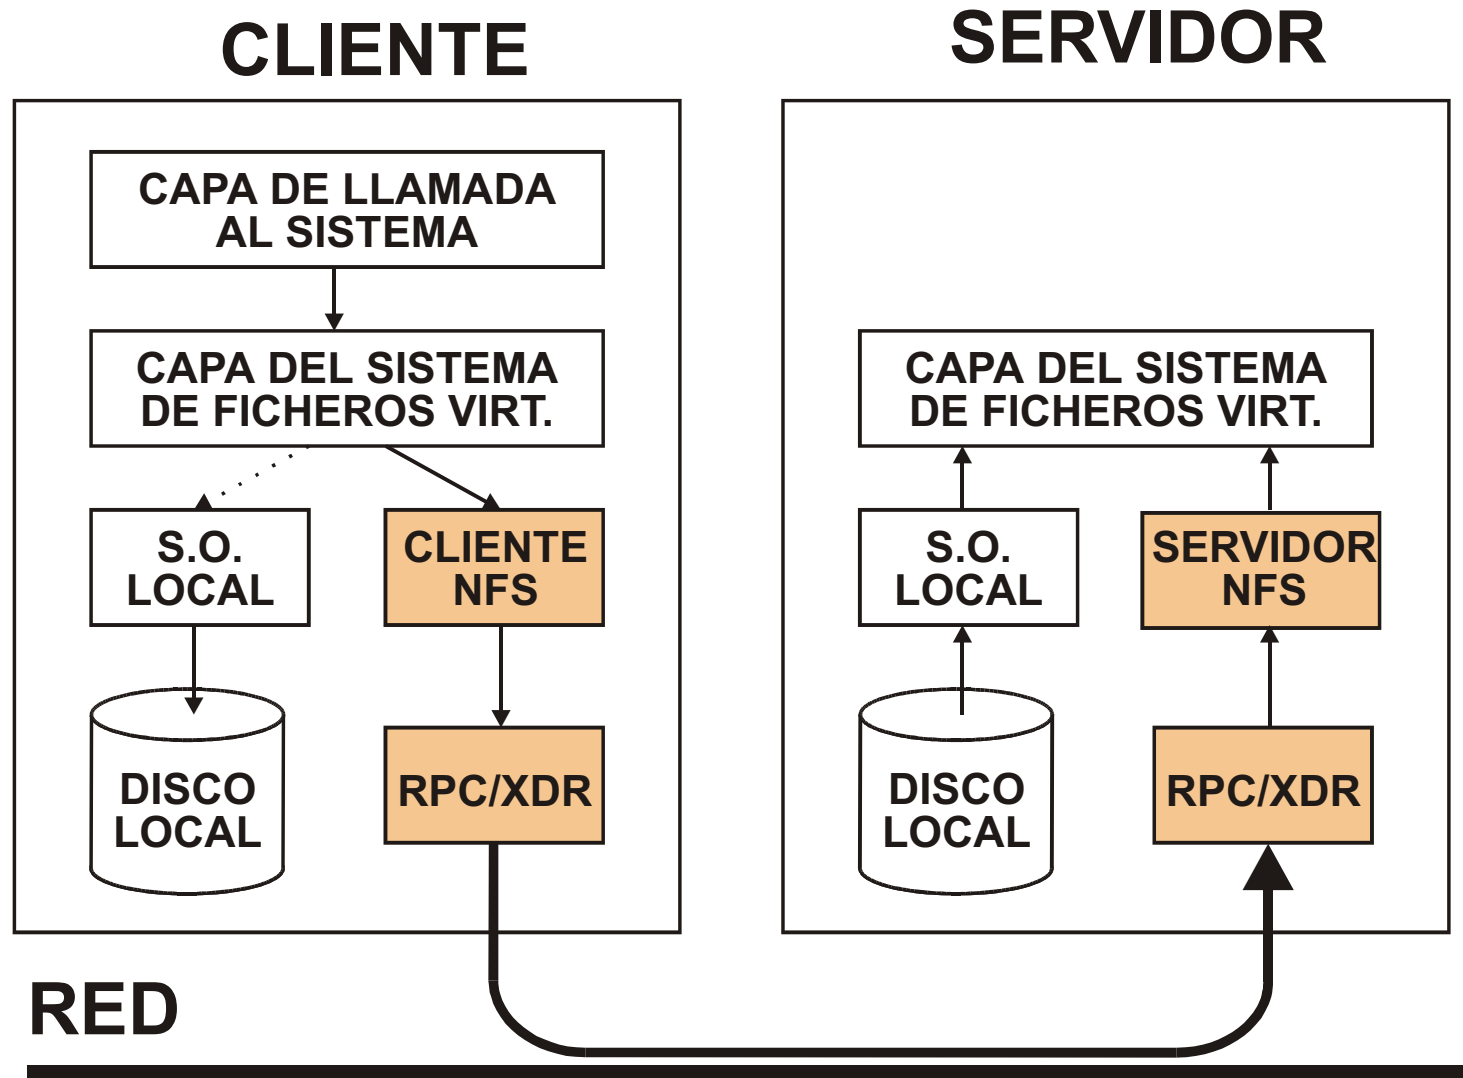 CLIENTE
CAPA DE LLAMADA
AL SISTEMA
CAPA DEL SISTEMA
DE FICHEROS VIRT.
S.O.
LOCAL
CLIENTE
NFS
DISCO
LOCAL
RPC/XDR
SERVIDOR
CAPA DEL SISTEMA
DE FICHEROS VIRT.
S.O.
LOCAL
SERVIDOR
NFS
DISCO
LOCAL
RPC/XDR
RED